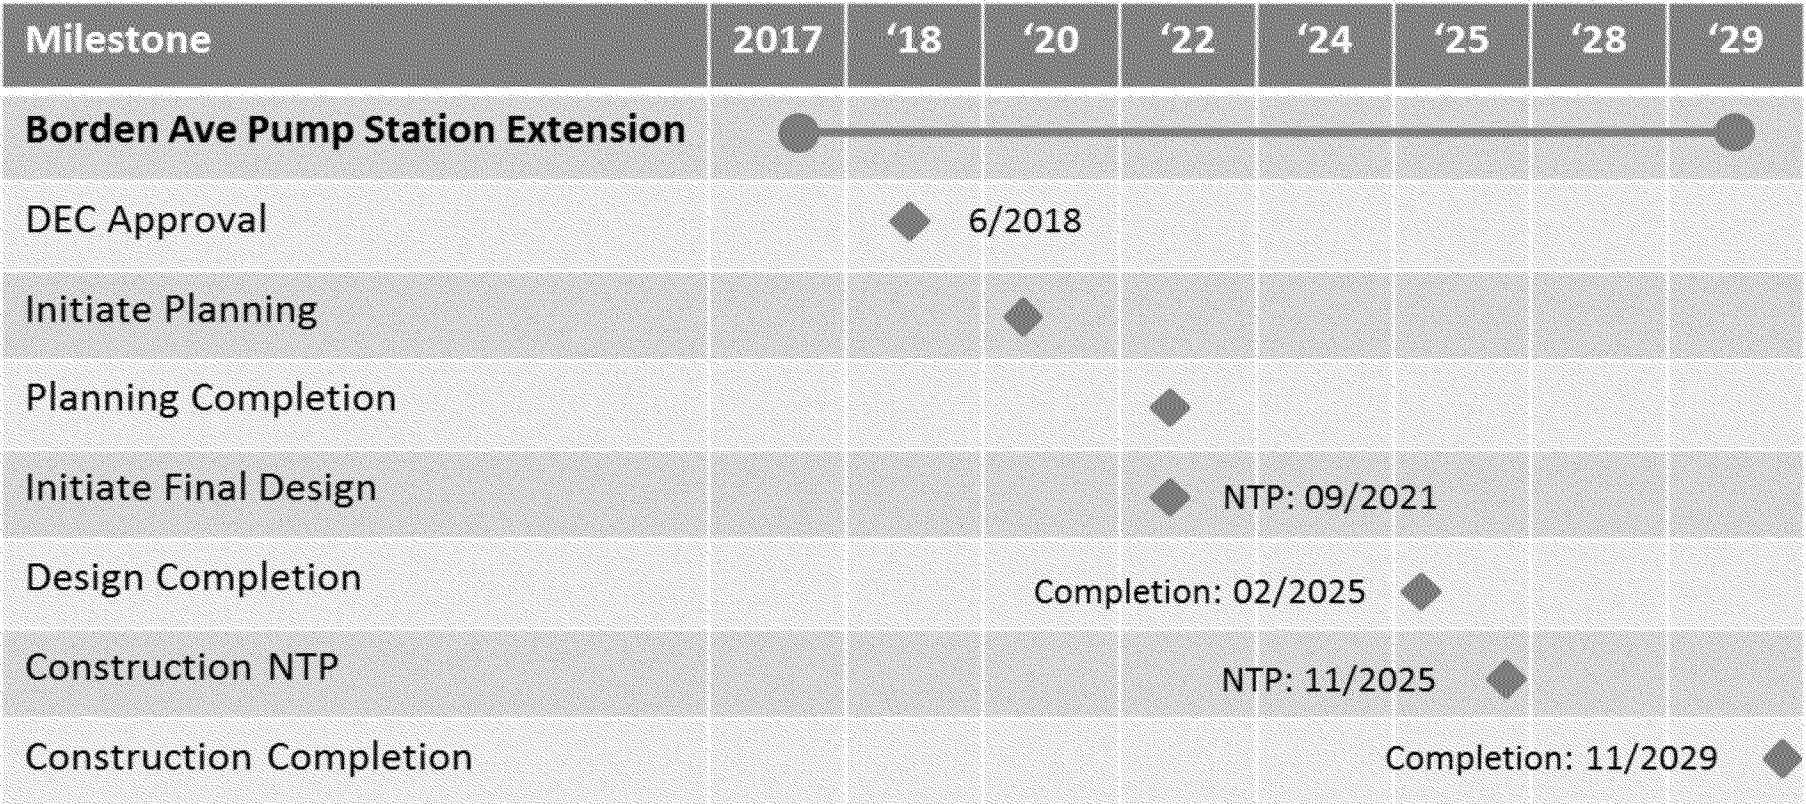 Milestone 2017 ‘18 ‘20 ‘22 ‘24 ‘25 ‘28 ‘29
Borden Ave Pump Station Extension
DEC Approval 6/2018
Initiate Planning
Planning Completion
Initiate Final Design NTP: 09/2021
Design Completion Completion: 02/2025
Construction NTP NTP: 11/2025
Construction Completion Completion: 11/2029